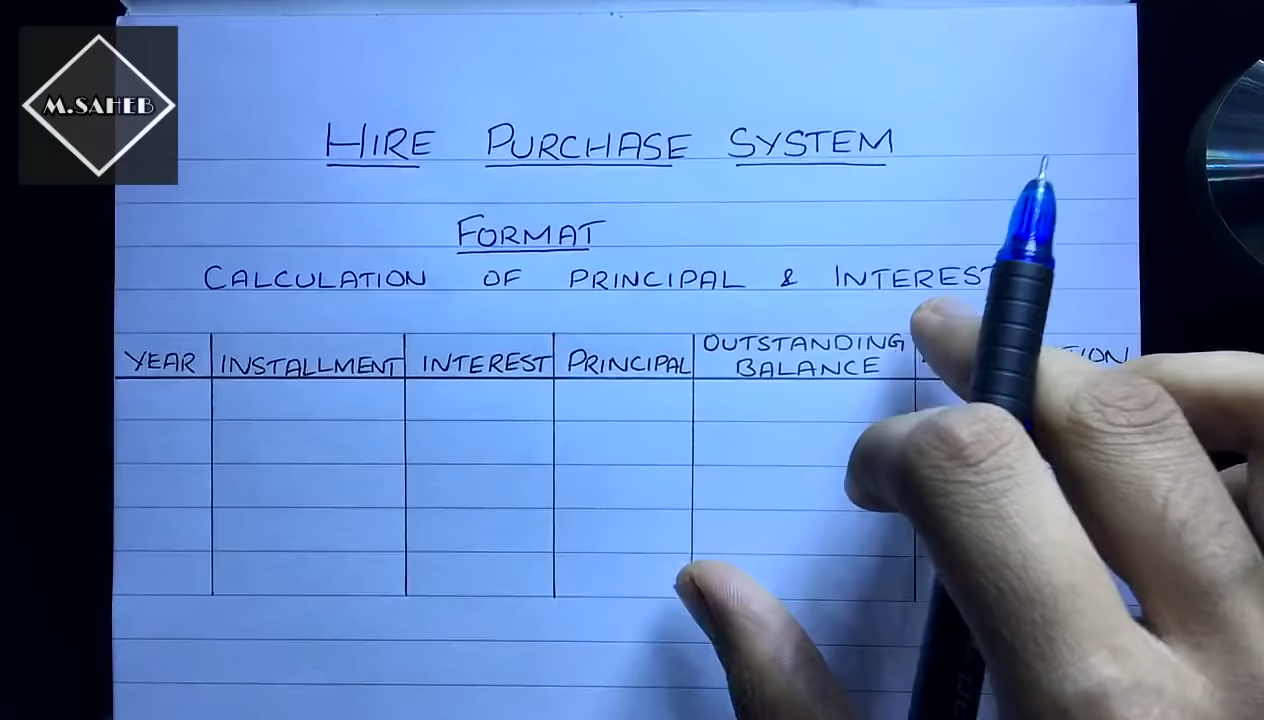 M.SAHEB
HIRE PURCHASE SYSTEM
FORMAT
CALCULATION OF PRINCIPAL & INTEREST
YEAR INSTALLMENT INTEREST PRINCIPAL OUTSTANDING BALANCE